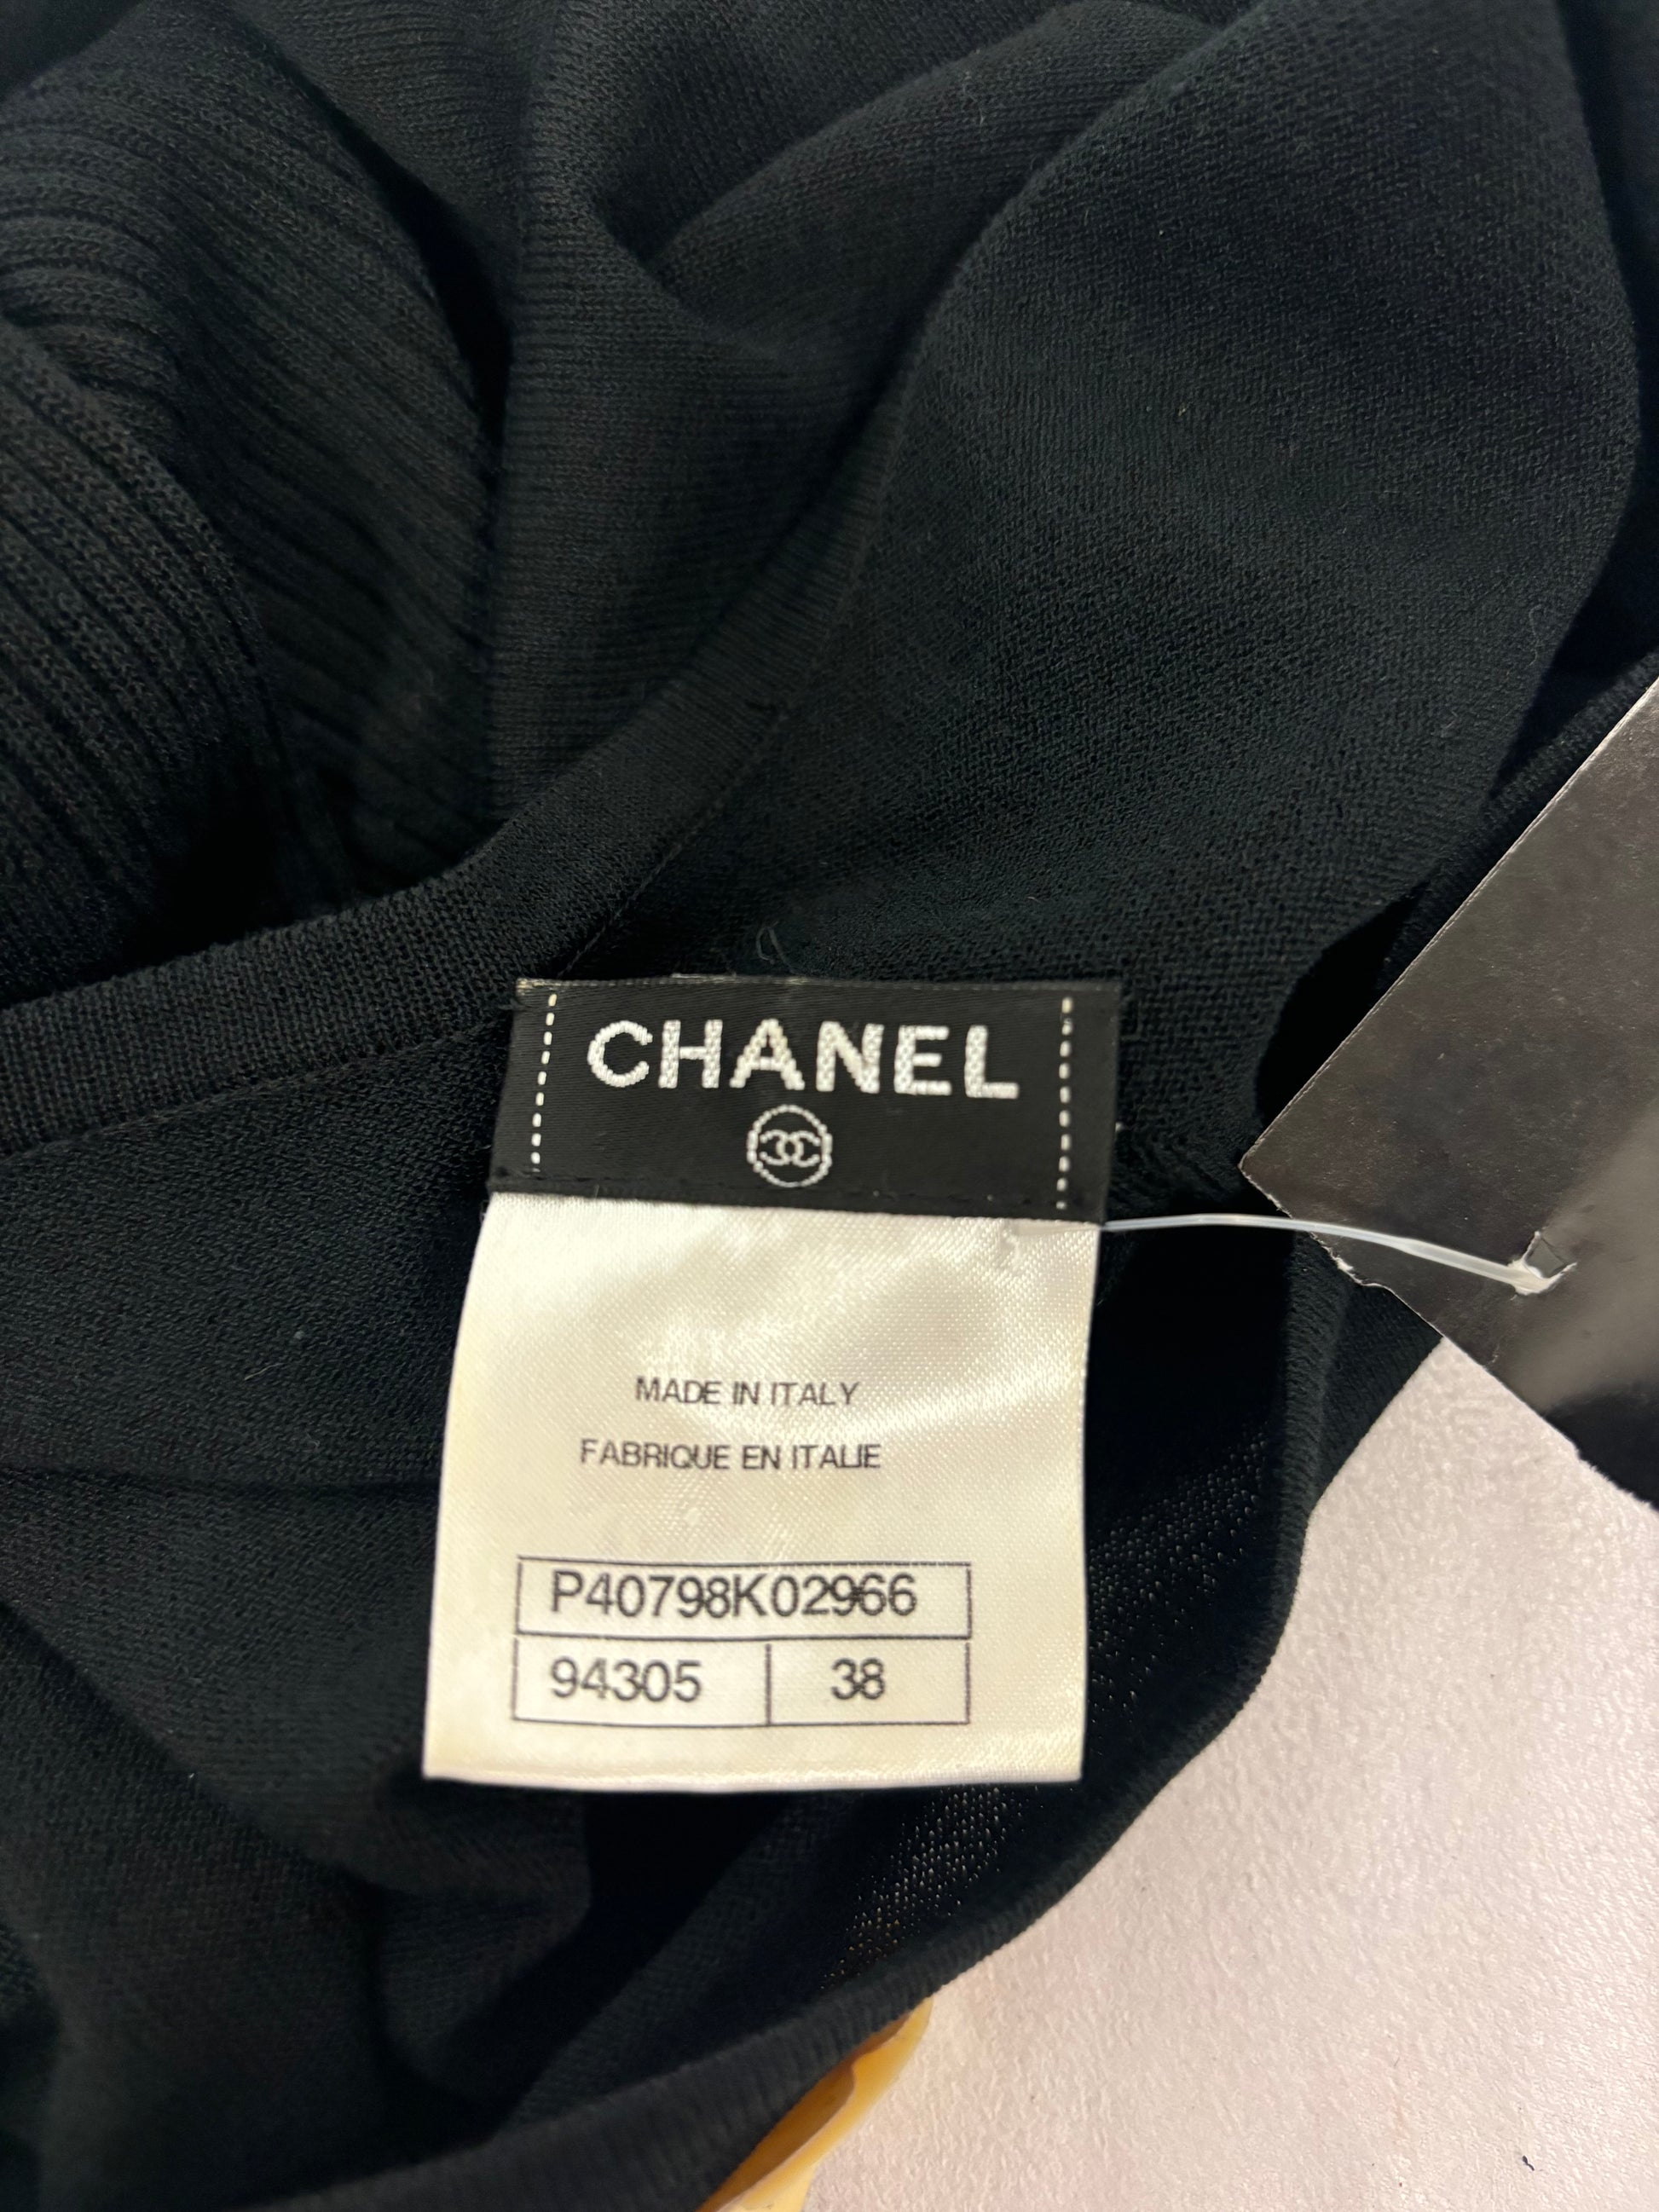 CHANEL
MADE IN ITALY
FABRIQUE EN ITALIE
P40798K02966
94305 38